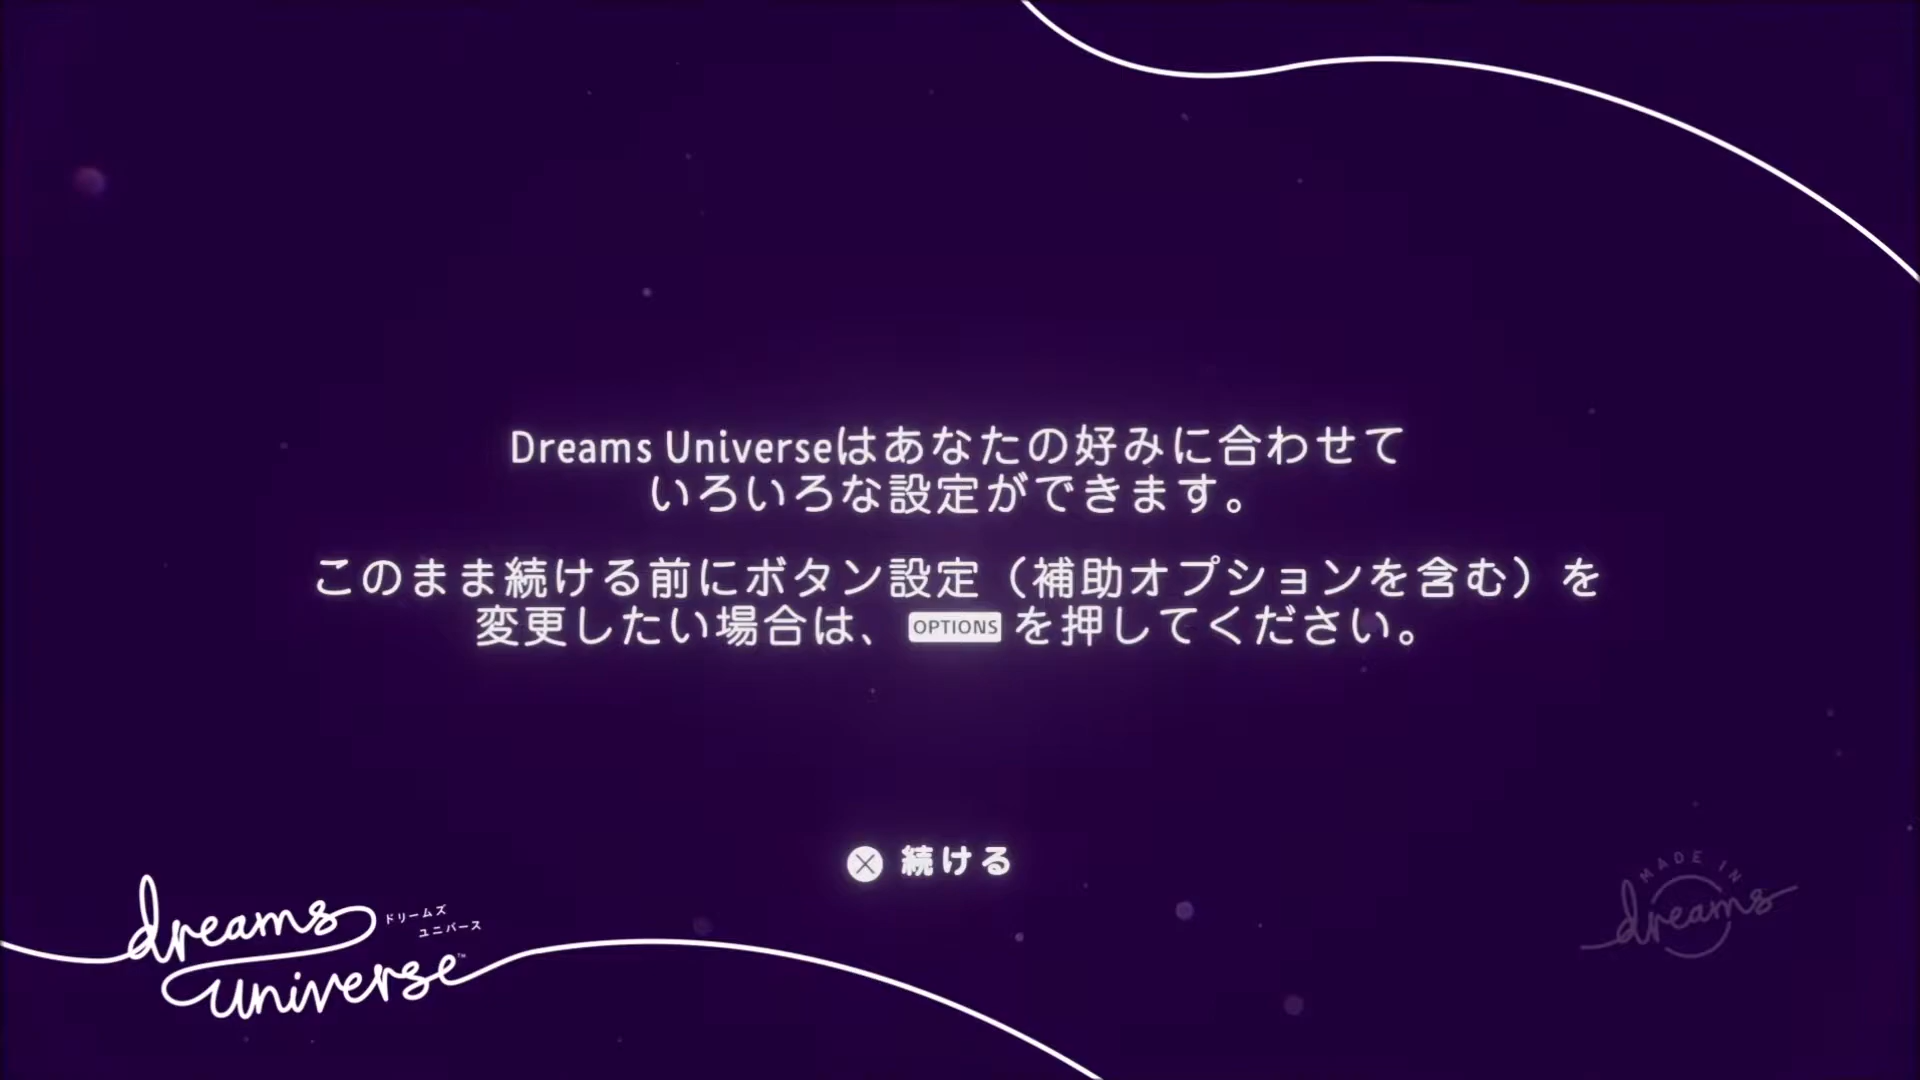 Dreams Universeはあなたの好みに合わせて
いろいろな設定ができます。
このまま続ける前にボタン設定（補助オプションを含む）を
変更したい場合は、OPTIONSを押してください。
続ける
dreams
universe™
ドリームズ
ユニバース
MADE IN
dreams